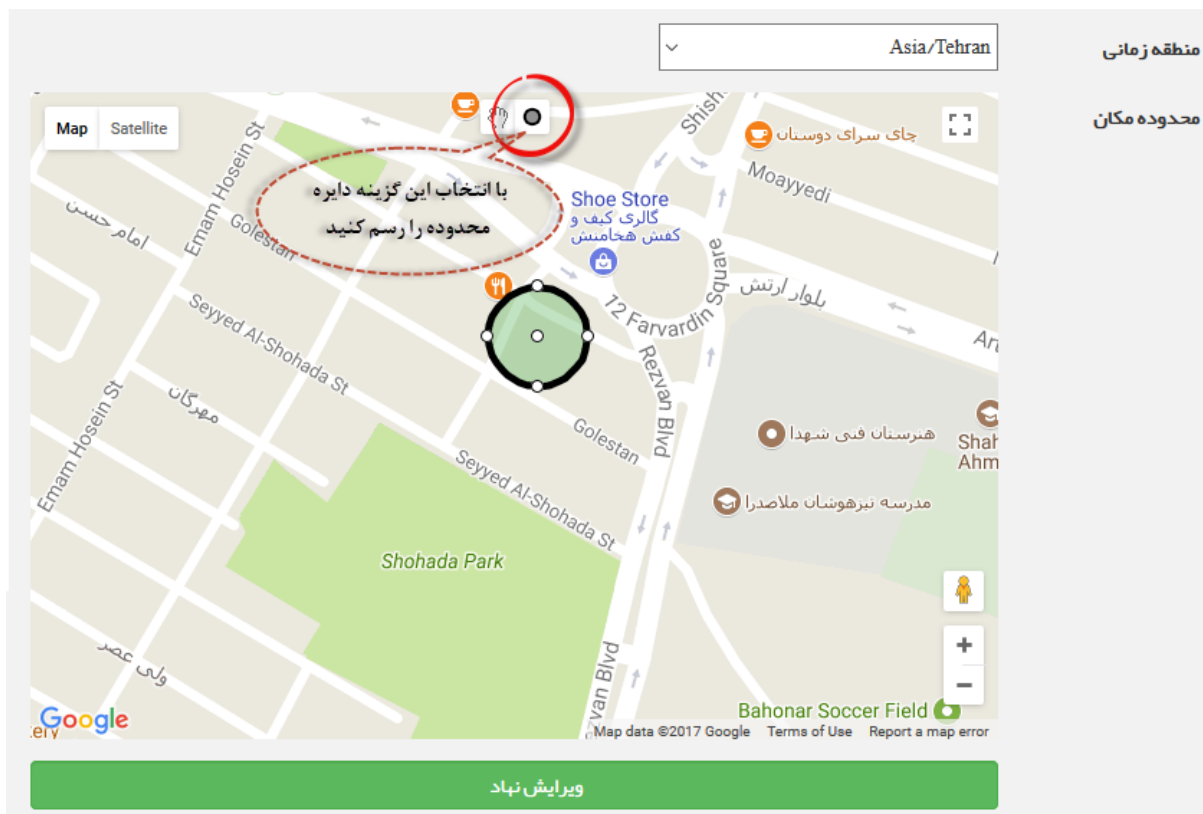 منطقه زمانی
Asia/Tehran
محدوده مکان
Map
Satellite
با انتخاب این گزینه دایره
محدوده را رسم کنید
چای سرای دوستان
Shish
Moayyedi
Emam Hosein St
امام حسن
Golestan
Shoe Store
گالری کیف و
کفش هخامنش
Square
بلوار ارتش
12 Farvardin
Seyyed Al-Shohada St
Rezvan Blvd
مهرگان
Emam Hosein St
Golestan
هنرستان فنی شهدا
Shah
Ahm
Seyyed Al-Shohada St
مدرسه تیزهوشان ملاصدرا
Shohada Park
ولی عصر
zvan Blvd
Bahonar Soccer Field
Google
ery
Map data ©2017 Google
Terms of Use
Report a map error
ویرایش نهاد